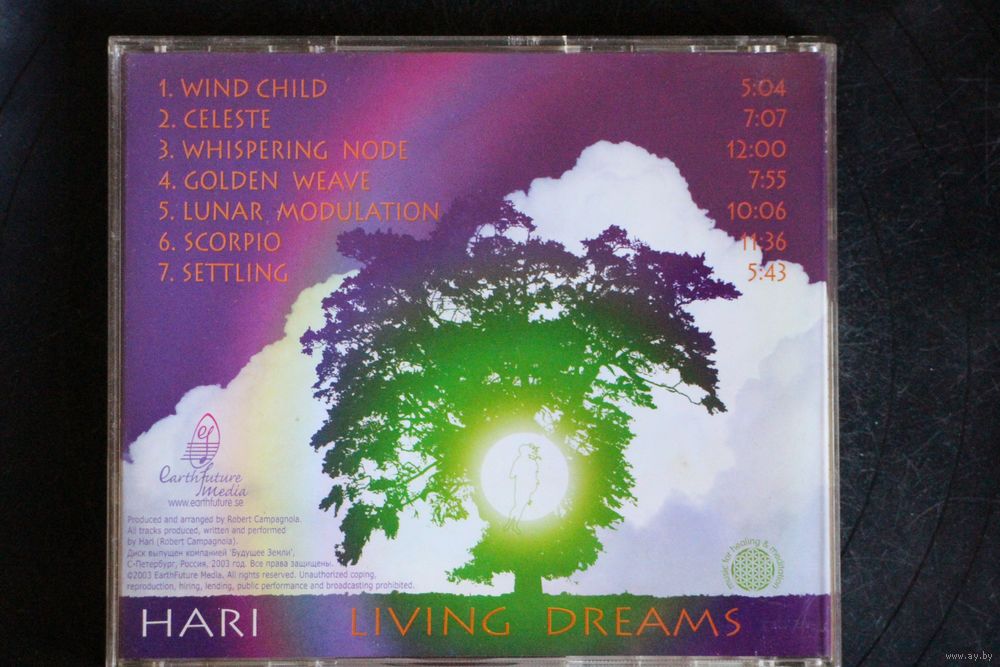 1. WIND CHILD 5:04
2. CELESTE 7:07
3. WHISPERING NODE 12:00
4. GOLDEN WEAVE 7:55
5. LUNAR MODULATION 10:06
6. SCORPIO 11:36
7. SETTLING 5:43
ef
earthfuture
Media
www.earthfuture.se
Produced and arranged by Robert Campagnola.
All tracks produced, written and performed
by Hari (Robert Campagnola).
Диск выпущен компанией 'Будущее Земли',
С-Петербург, Россия, 2003 год. Все права защищены.
©2003 EarthFuture Media. All rights reserved. Unauthorized coping,
reproduction, hiring, lending, public performance and broadcasting prohibited.
music for healing & meditation
HARI LIVING DREAMS
www.ay.by